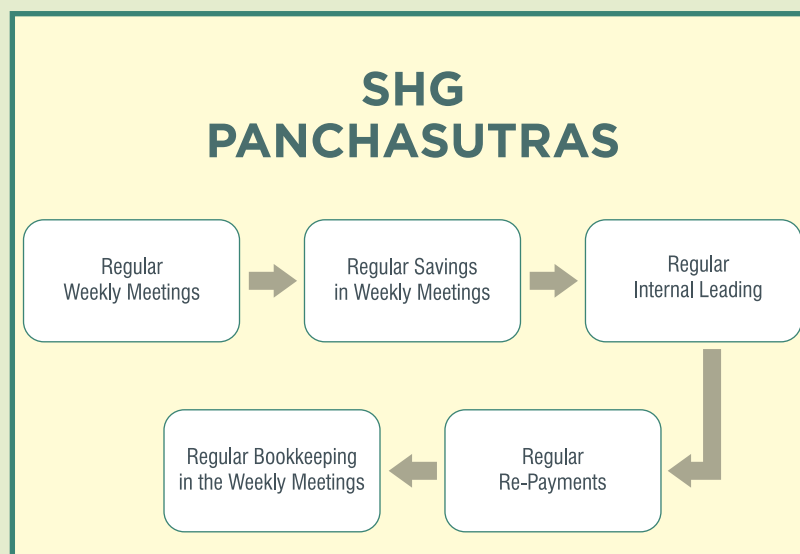 SHG
PANCHASUTRAS
Regular
Weekly Meetings
Regular Savings
in Weekly Meetings
Regular
Internal Leading
Regular
Re-Payments
Regular Bookkeeping
in the Weekly Meetings